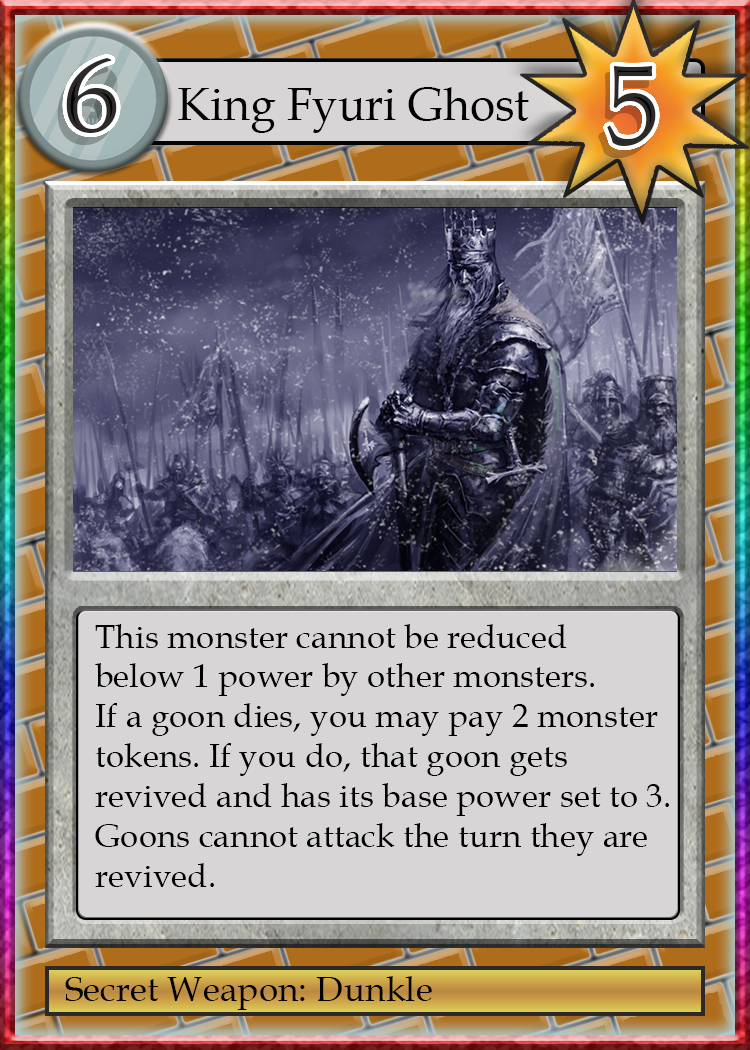 6
King Fyuri Ghost
5
This monster cannot be reduced
below 1 power by other monsters.
If a goon dies, you may pay 2 monster
tokens. If you do, that goon gets
revived and has its base power set to 3.
Goons cannot attack the turn they are
revived.
Secret Weapon: Dunkle